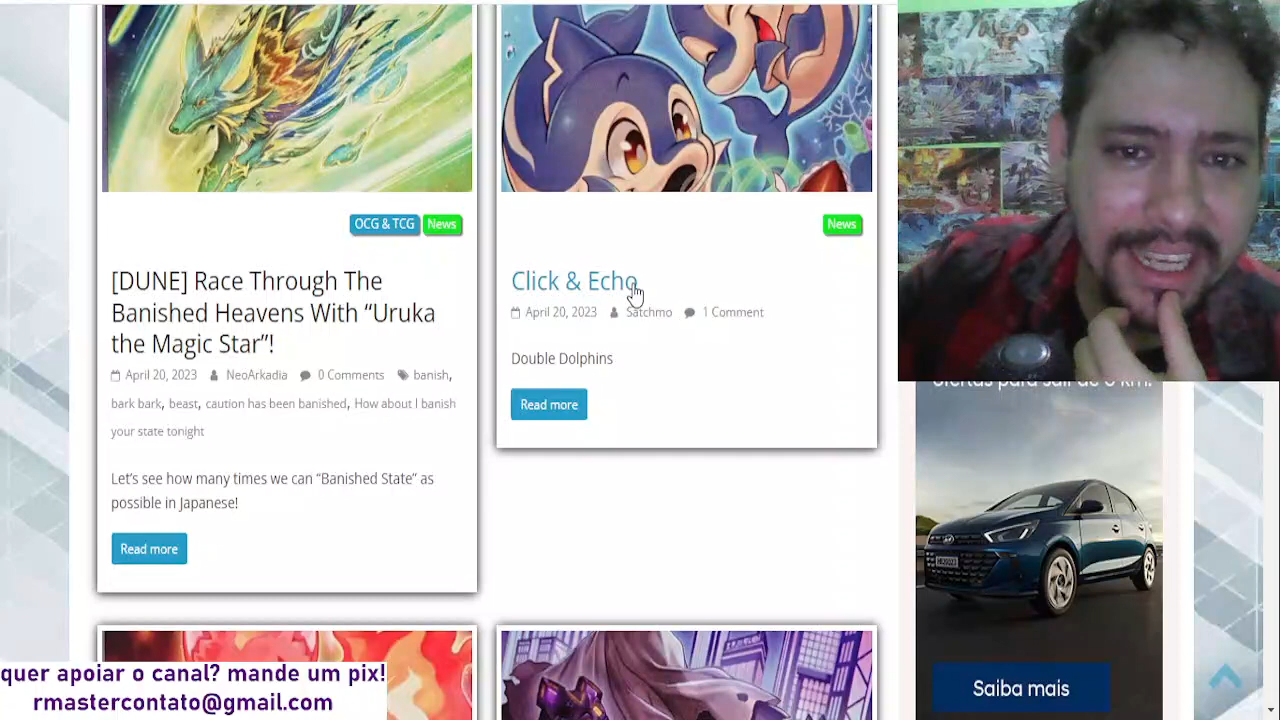 OCG & TCG News
[DUNE] Race Through The
Banished Heavens With “Uruka
the Magic Star”!
April 20, 2023 NeoArkadia 0 Comments banish,
bark bark, beast, caution has been banished, How about I banish
your state tonight
Let’s see how many times we can “Banished State” as
possible in Japanese!
Read more
News
Click & Echo
April 20, 2023 Satchmo 1 Comment
Double Dolphins
Read more
Saiba mais
quer apoiar o canal? mande um pix!
rmastercontato@gmail.com